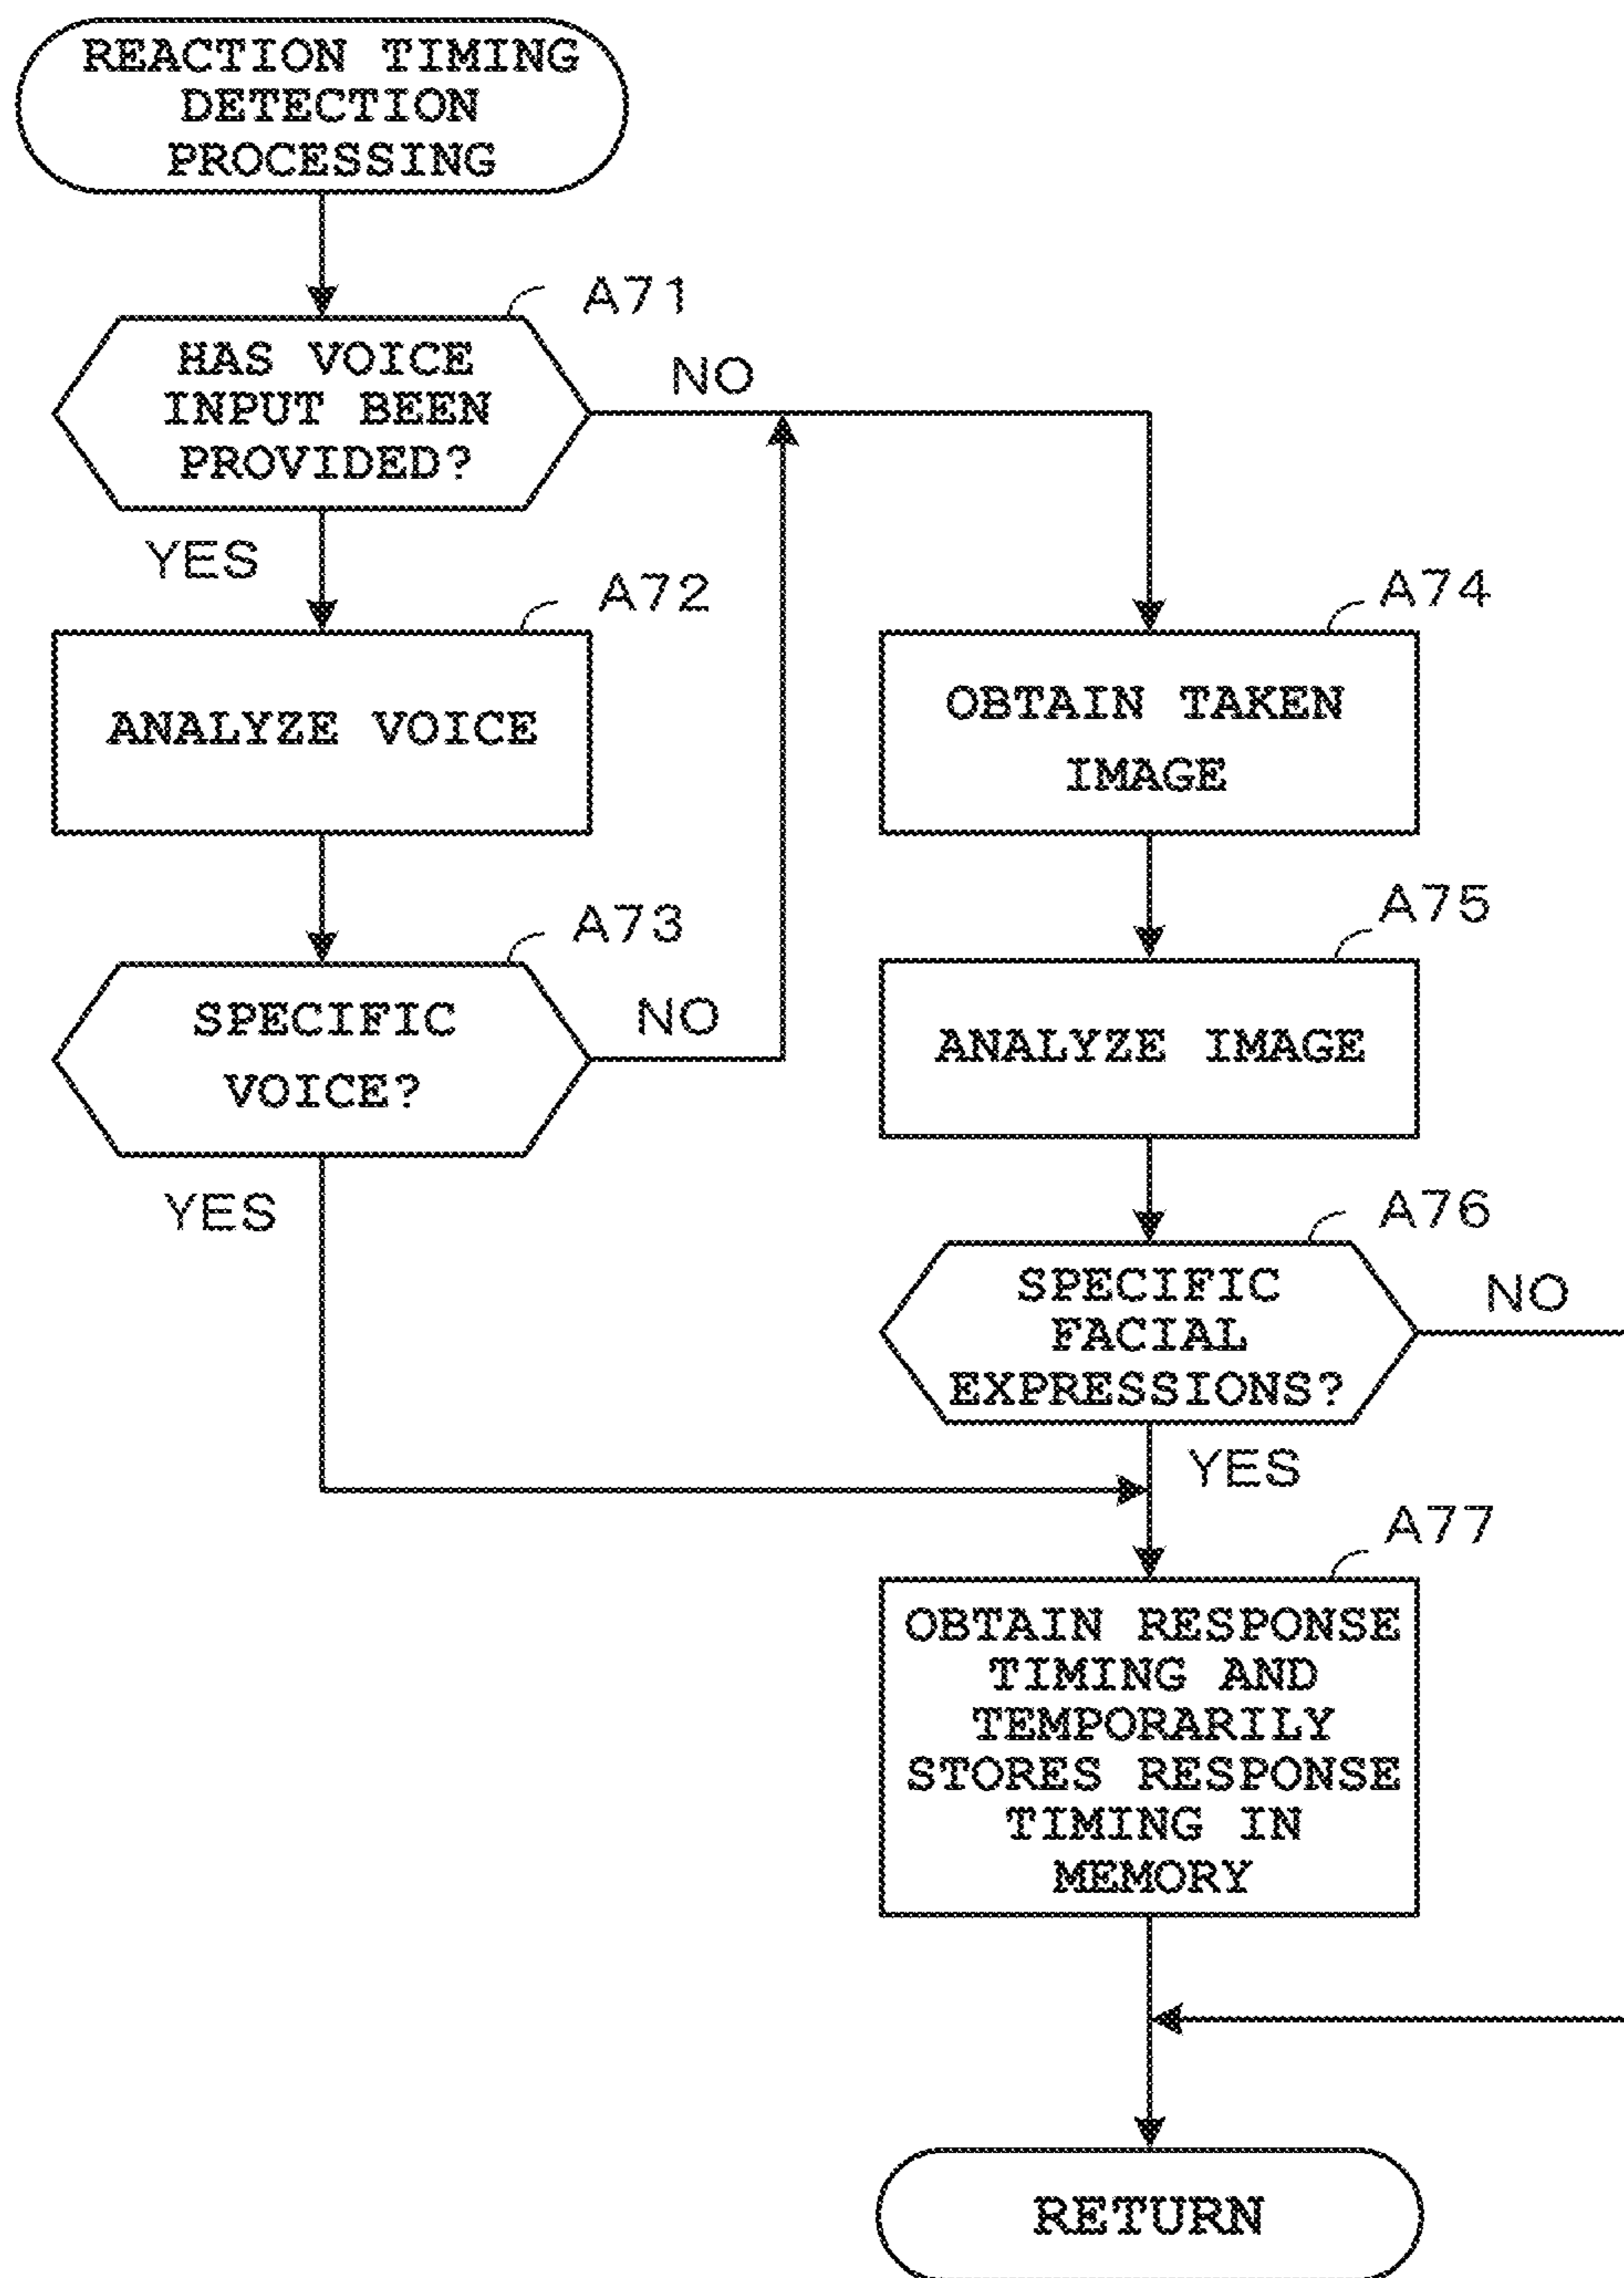 REACTION TIMING
DETECTION
PROCESSING
A71
HAS VOICE
INPUT BEEN
PROVIDED?
NO
YES
A72
ANALYZE VOICE
A73
SPECIFIC
VOICE?
NO
YES
A74
OBTAIN TAKEN
IMAGE
A75
ANALYZE IMAGE
A76
SPECIFIC
FACIAL
EXPRESSIONS?
NO
YES
A77
OBTAIN RESPONSE
TIMING AND
TEMPORARILY
STORES RESPONSE
TIMING IN
MEMORY
RETURN